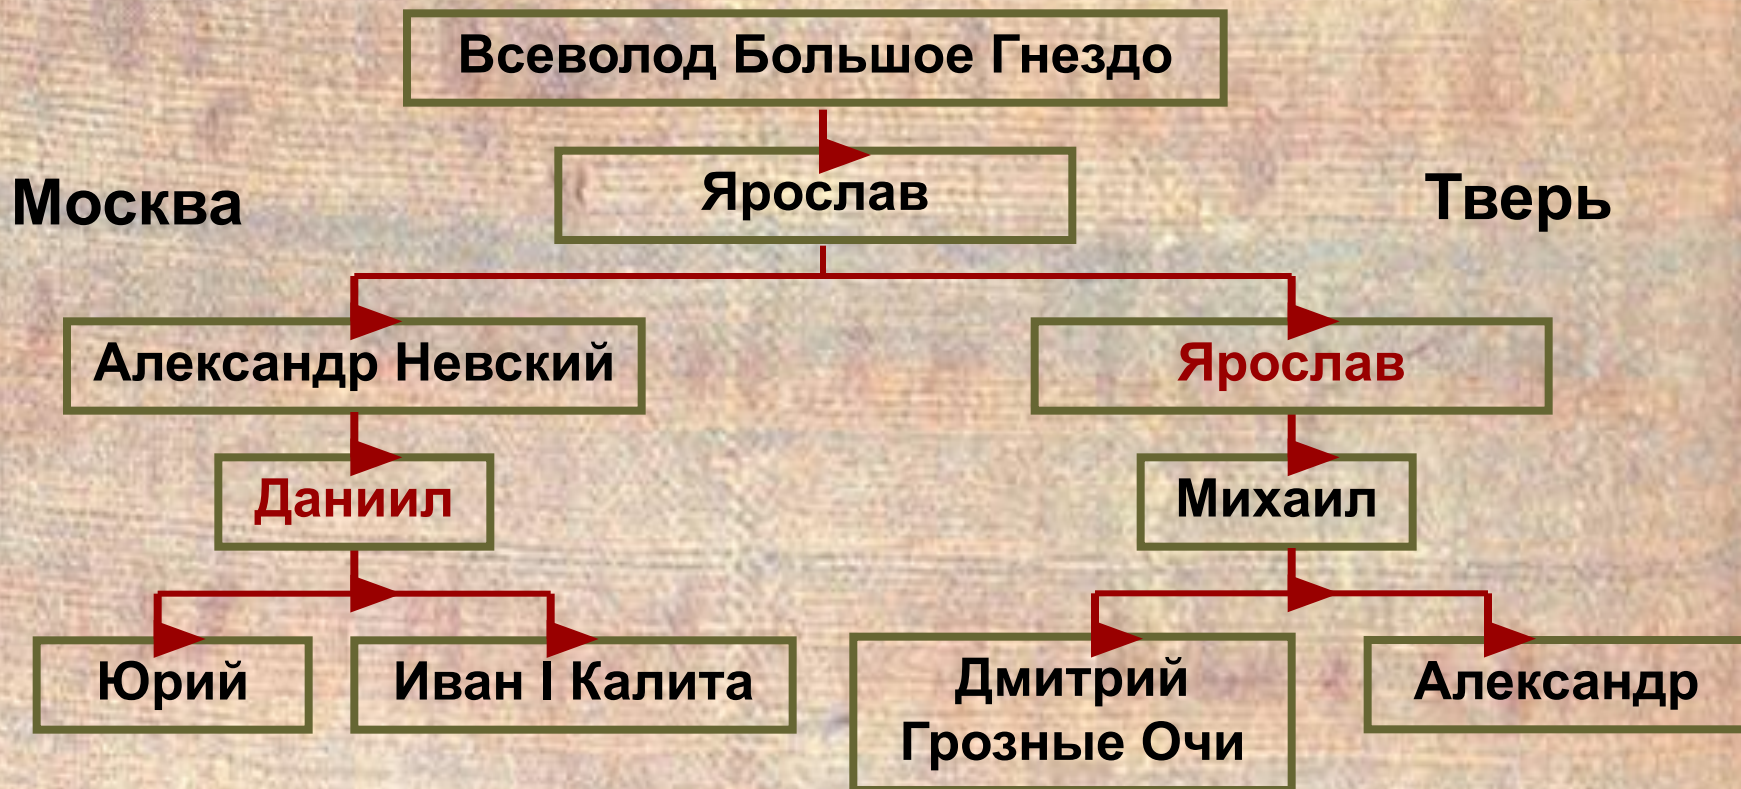 Всеволод Большое Гнездо
Ярослав
Москва
Тверь
Александр Невский
Ярослав
Даниил
Михаил
Юрий
Иван I Калита
Дмитрий
Грозные Очи
Александр